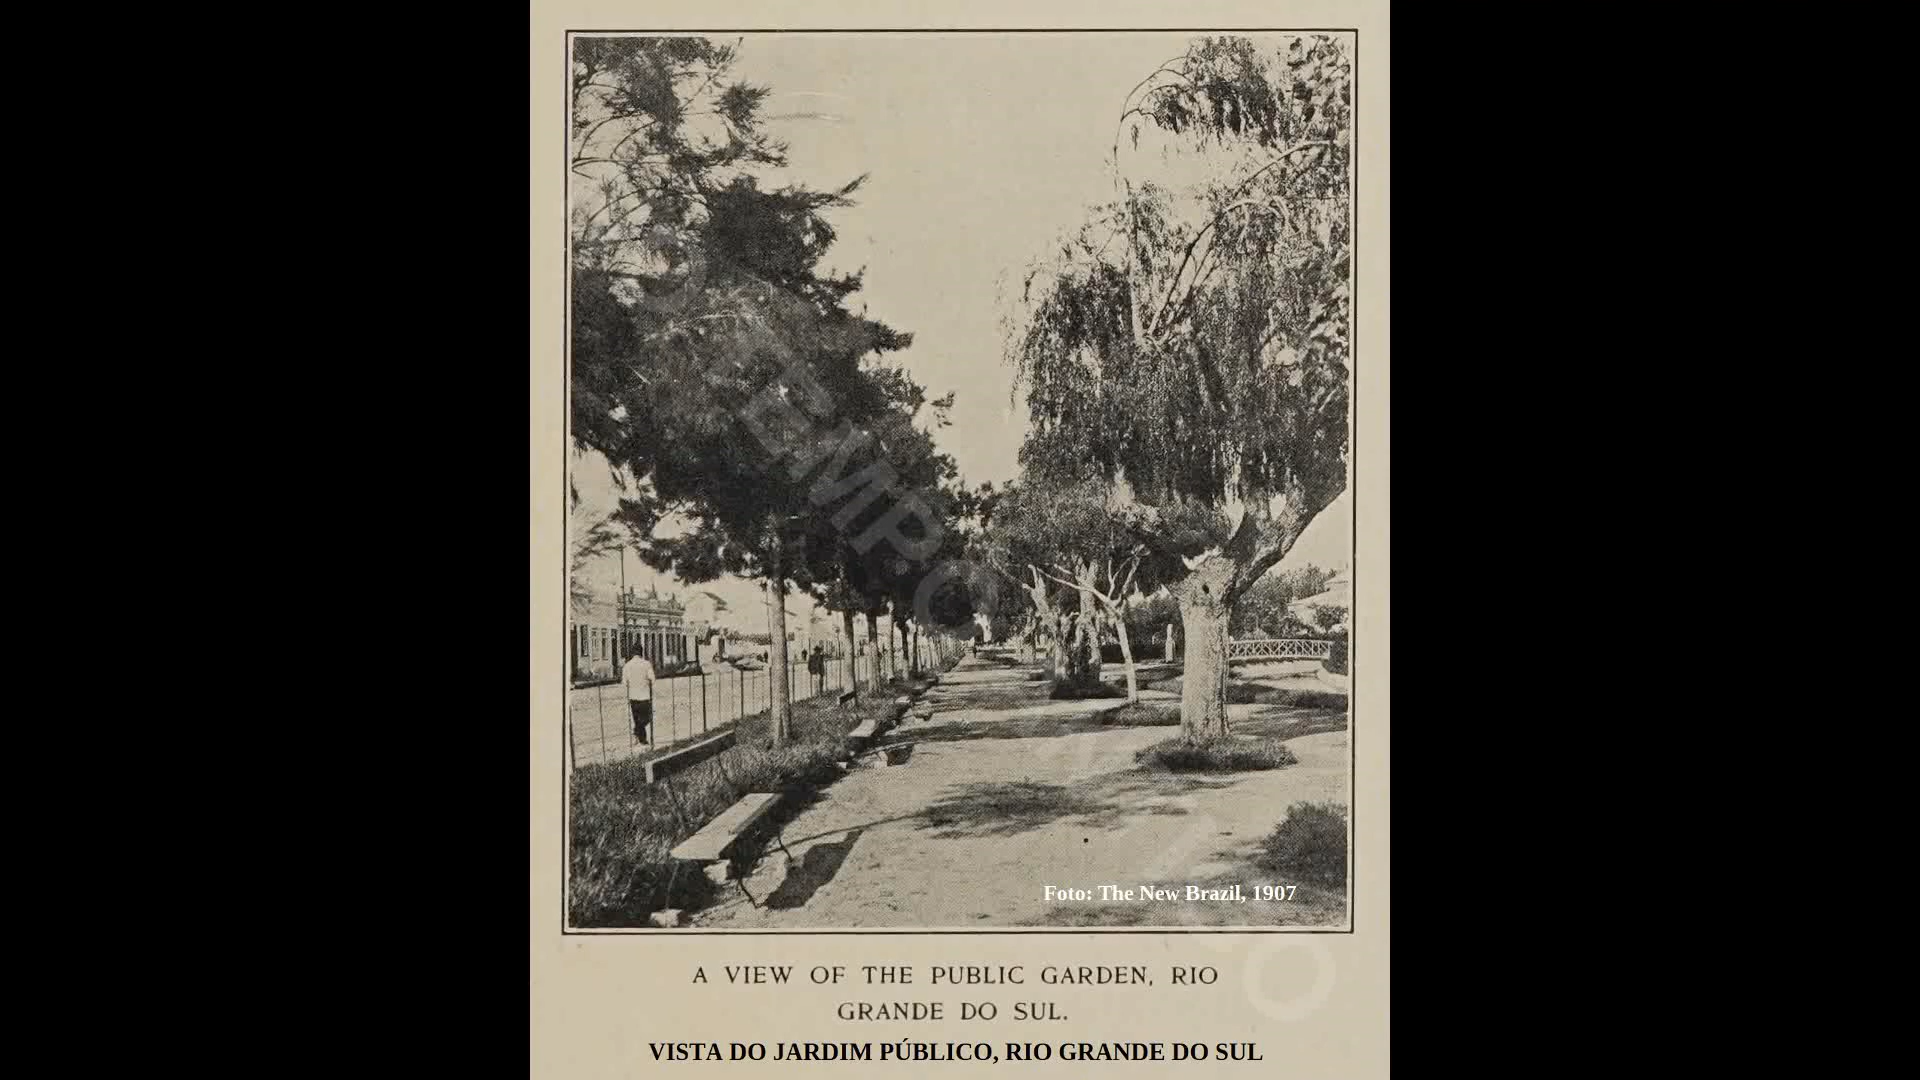 TEMPO
Foto: The New Brazil, 1907
A VIEW OF THE PUBLIC GARDEN, RIO
GRANDE DO SUL.
VISTA DO JARDIM PÚBLICO, RIO GRANDE DO SUL